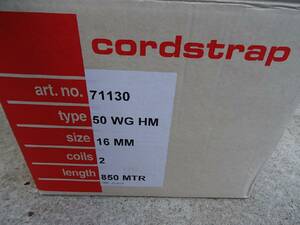 cordstrap
art. no. 71130
type 50 WG HM
size 16 MM
coils 2
length 850 MTR